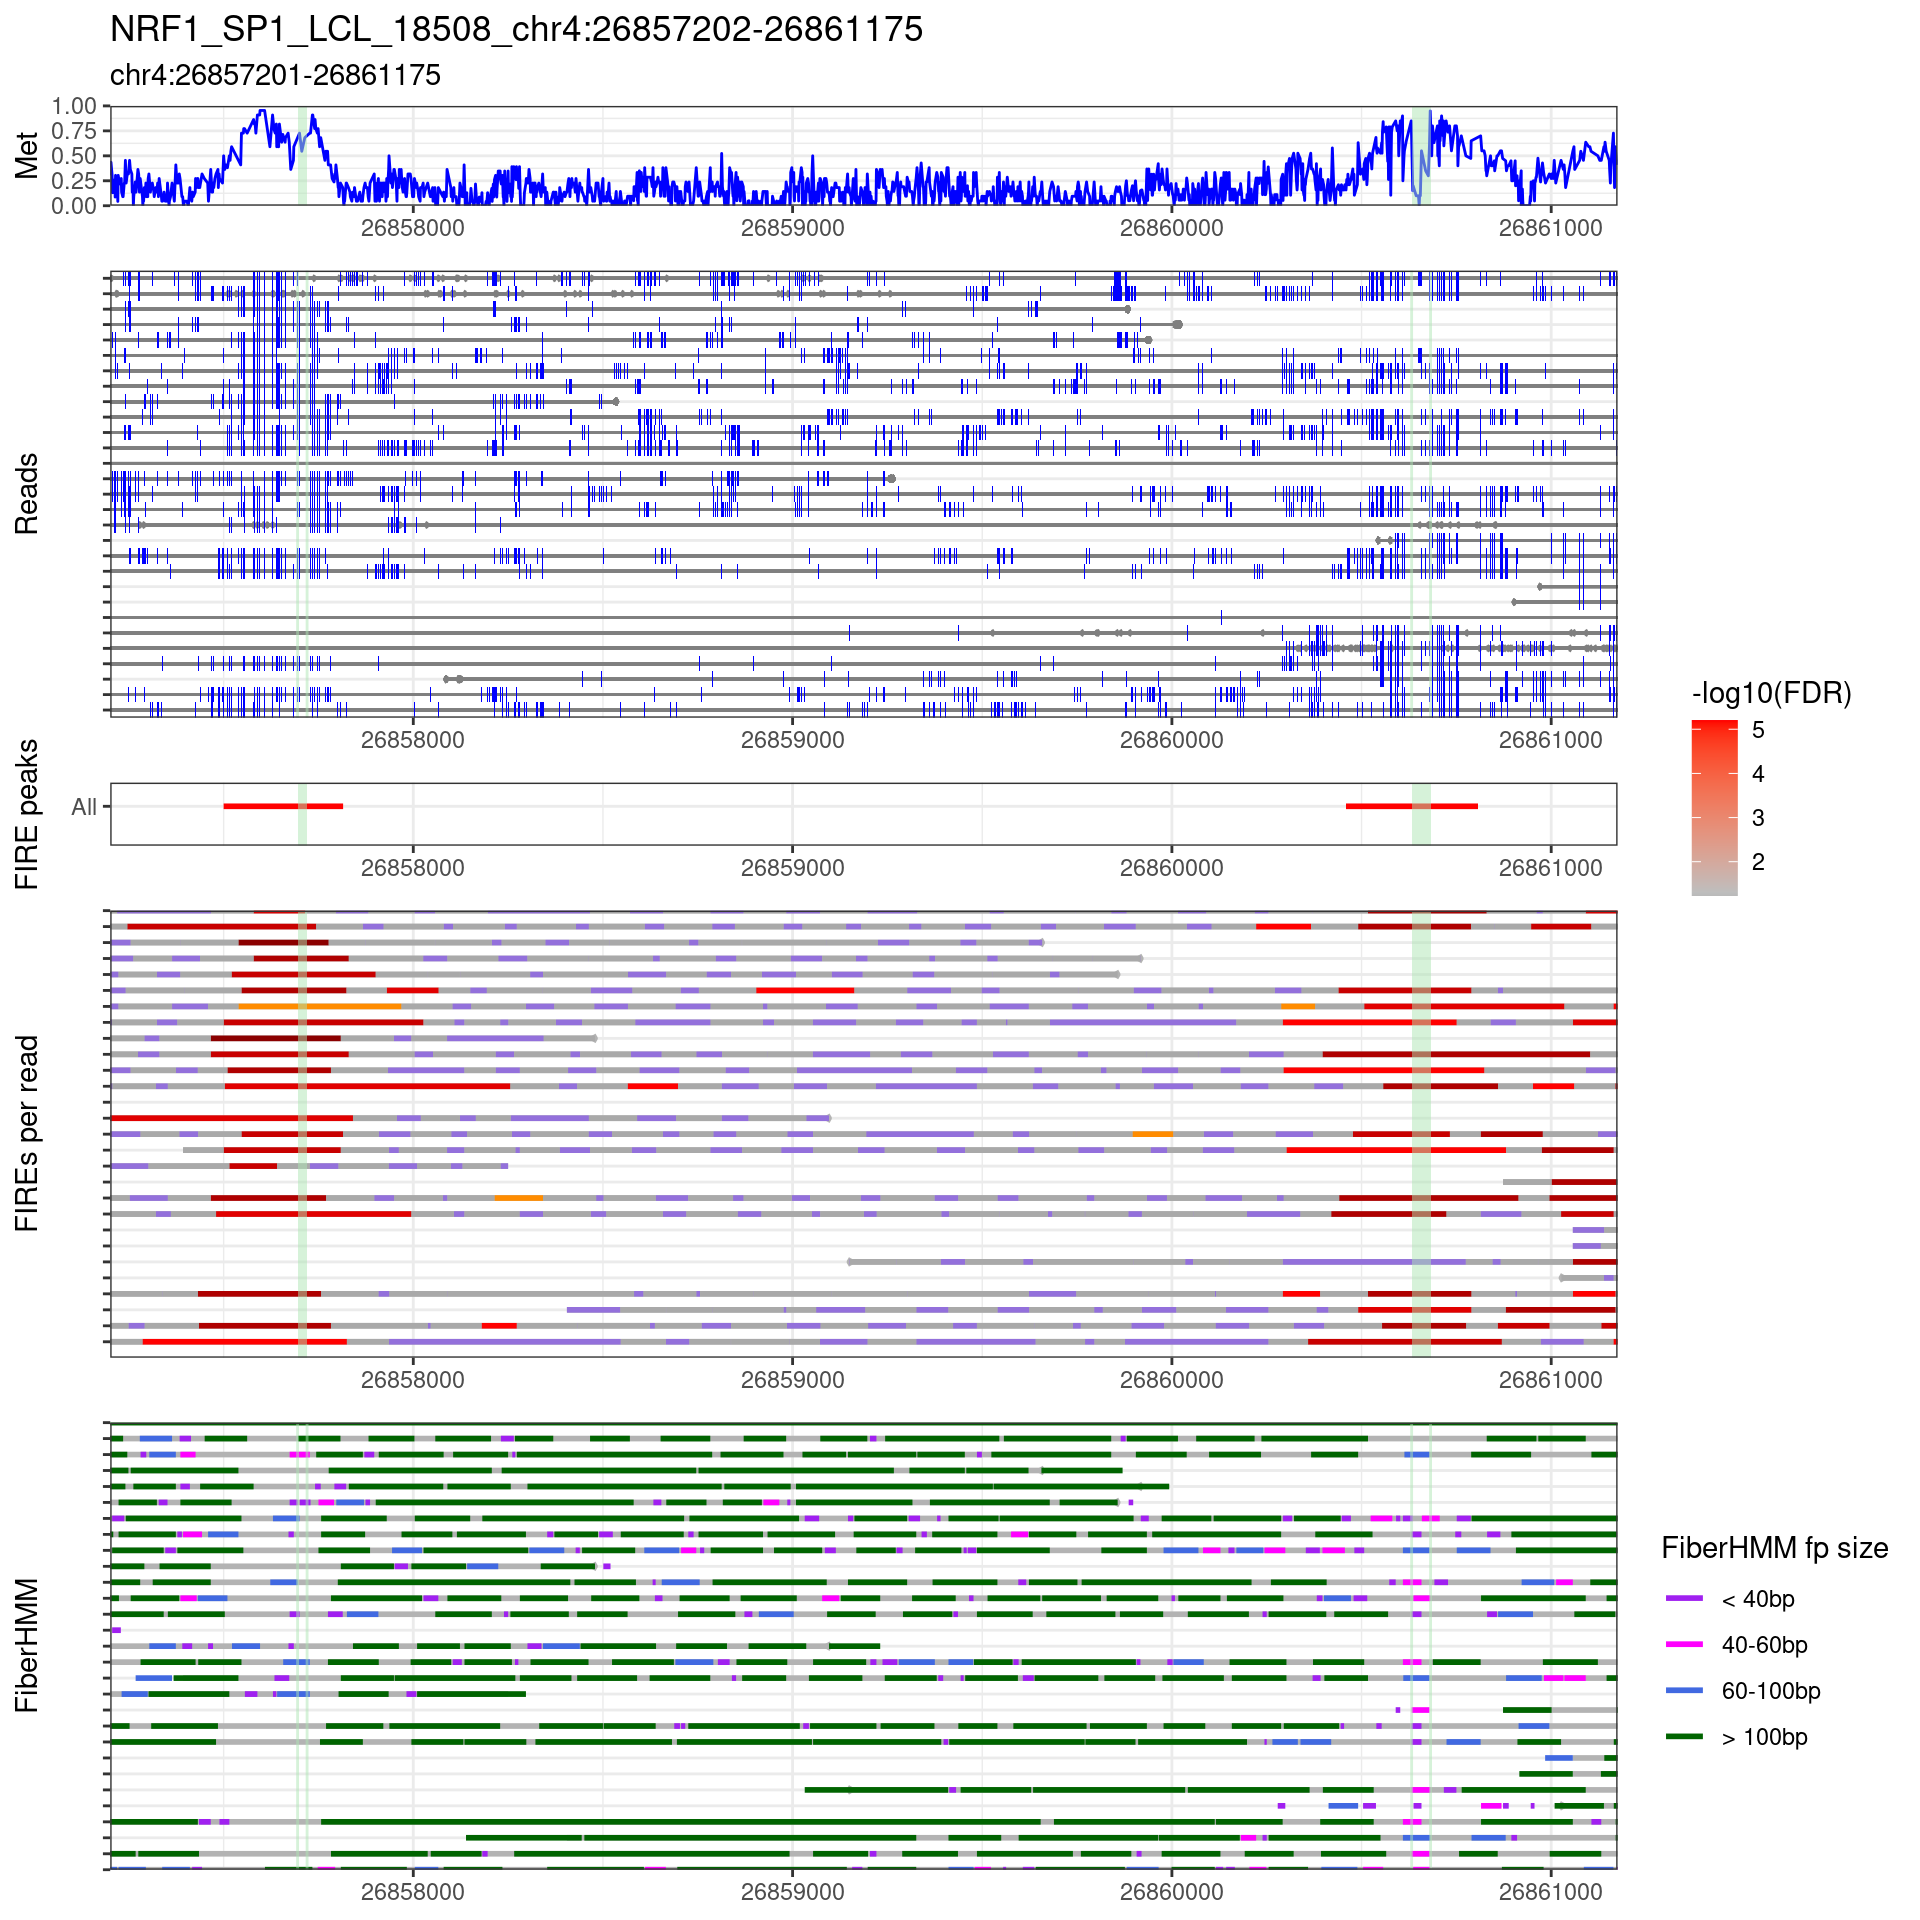 NRF1_SP1_LCL_18508_chr4:26857202-26861175
chr4:26857201-26861175
Met
1.00
0.75
0.50
0.25
0.00
26858000 26859000 26860000 26861000
Reads
26858000 26859000 26860000 26861000
FIRE peaks
All
26858000 26859000 26860000 26861000
-log10(FDR)
5
4
3
2
FIREs per read
26858000 26859000 26860000 26861000
FiberHMM
26858000 26859000 26860000 26861000
FiberHMM fp size
< 40bp
40-60bp
60-100bp
> 100bp